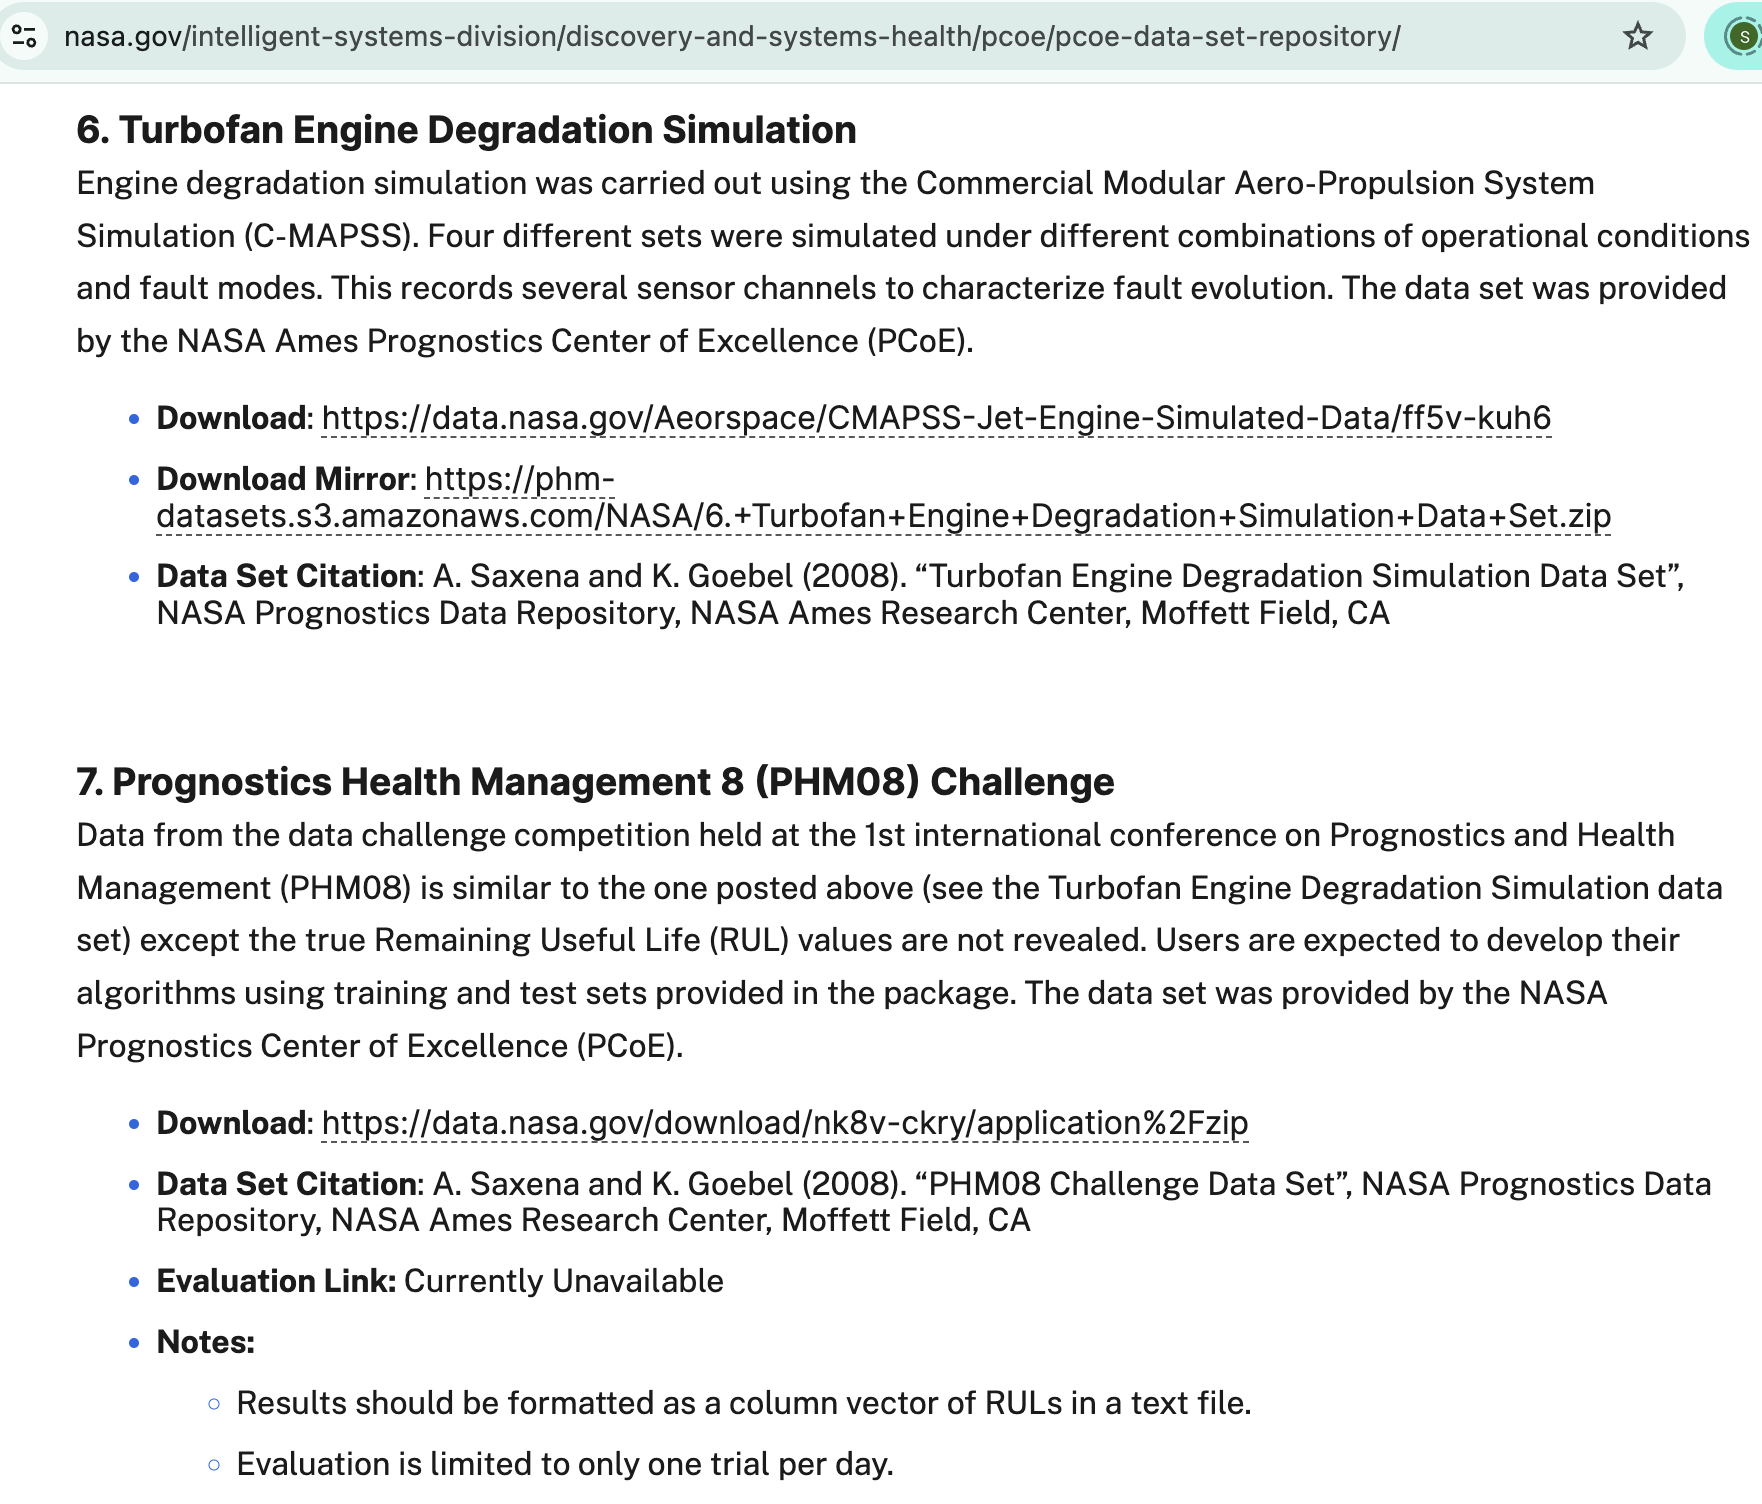 nasa.gov/intelligent-systems-division/discovery-and-systems-health/pcoe/pcoe-data-set-repository/
S
6. Turbofan Engine Degradation Simulation
Engine degradation simulation was carried out using the Commercial Modular Aero-Propulsion System
Simulation (C-MAPSS). Four different sets were simulated under different combinations of operational conditions
and fault modes. This records several sensor channels to characterize fault evolution. The data set was provided
by the NASA Ames Prognostics Center of Excellence (PCoE).
• Download: https://data.nasa.gov/Aeorspace/CMAPSS-Jet-Engine-Simulated-Data/ff5v-kuh6
• Download Mirror: https://phm-
datasets.s3.amazonaws.com/NASA/6.+Turbofan+Engine+Degradation+Simulation+Data+Set.zip
• Data Set Citation: A. Saxena and K. Goebel (2008). “Turbofan Engine Degradation Simulation Data Set”,
NASA Prognostics Data Repository, NASA Ames Research Center, Moffett Field, CA
7. Prognostics Health Management 8 (PHM08) Challenge
Data from the data challenge competition held at the 1st international conference on Prognostics and Health
Management (PHM08) is similar to the one posted above (see the Turbofan Engine Degradation Simulation data
set) except the true Remaining Useful Life (RUL) values are not revealed. Users are expected to develop their
algorithms using training and test sets provided in the package. The data set was provided by the NASA
Prognostics Center of Excellence (PCoE).
• Download: https://data.nasa.gov/download/nk8v-ckry/application%2Fzip
• Data Set Citation: A. Saxena and K. Goebel (2008). “PHM08 Challenge Data Set”, NASA Prognostics Data
Repository, NASA Ames Research Center, Moffett Field, CA
• Evaluation Link: Currently Unavailable
• Notes:
○ Results should be formatted as a column vector of RULs in a text file.
○ Evaluation is limited to only one trial per day.